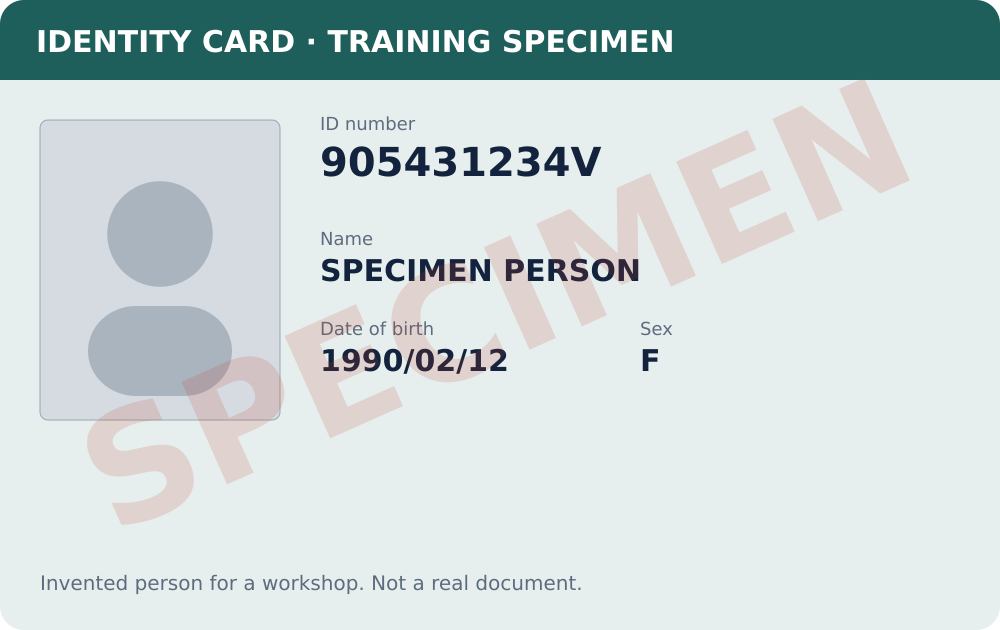 IDENTITY CARD · TRAINING SPECIMEN
ID number
905431234V
Name
SPECIMEN PERSON
Date of birth
1990/02/12
Sex
F
SPECIMEN
Invented person for a workshop. Not a real document.